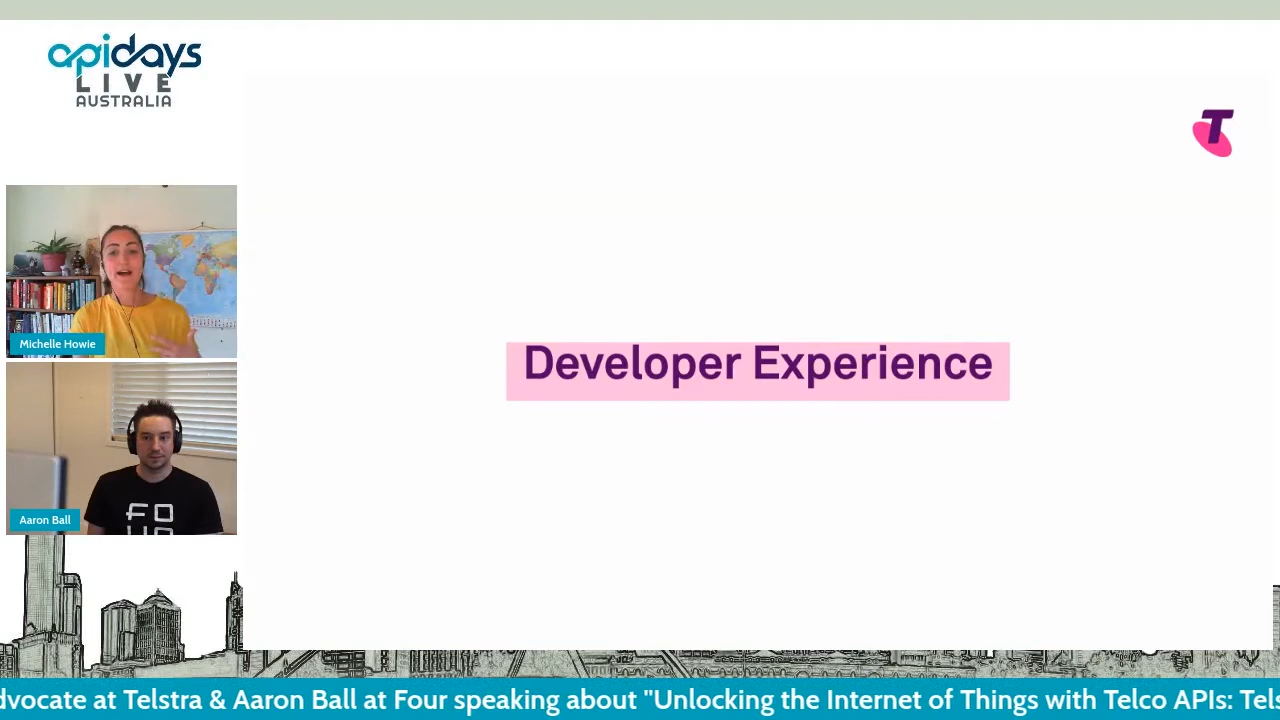 apidays
LIVE
AUSTRALIA
T
Michelle Howie
Developer Experience
FO
Aaron Ball
dvocate at Telstra & Aaron Ball at Four speaking about "Unlocking the Internet of Things with Telco APIs: Tels